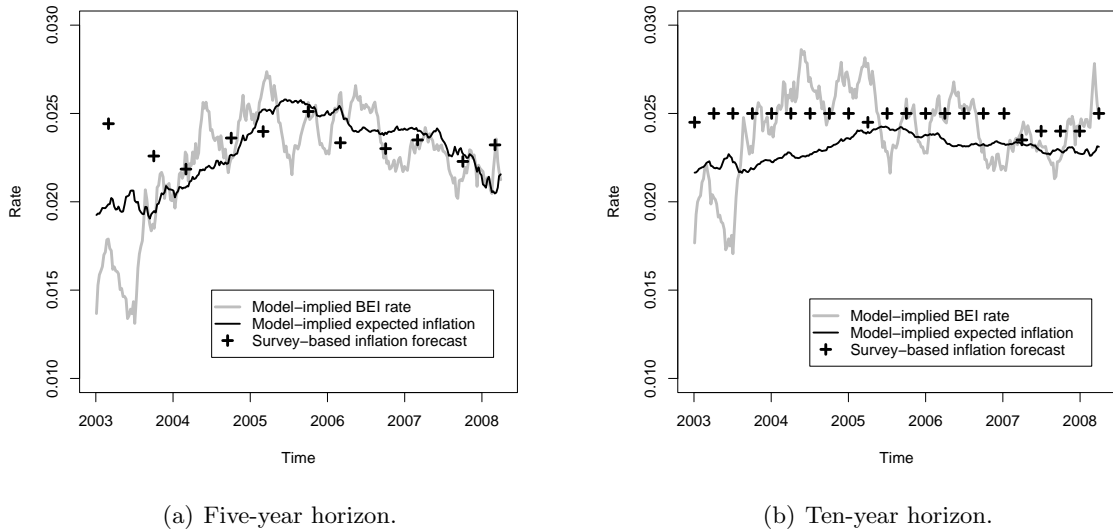 0.030
0.025
0.020
0.015
0.010
Rate
Model−implied BEI rate
Model−implied expected inflation
Survey−based inflation forecast
2003 2004 2005 2006 2007 2008
Time
(a) Five-year horizon.
0.030
0.025
0.020
0.015
0.010
Rate
Model−implied BEI rate
Model−implied expected inflation
Survey−based inflation forecast
2003 2004 2005 2006 2007 2008
Time
(b) Ten-year horizon.